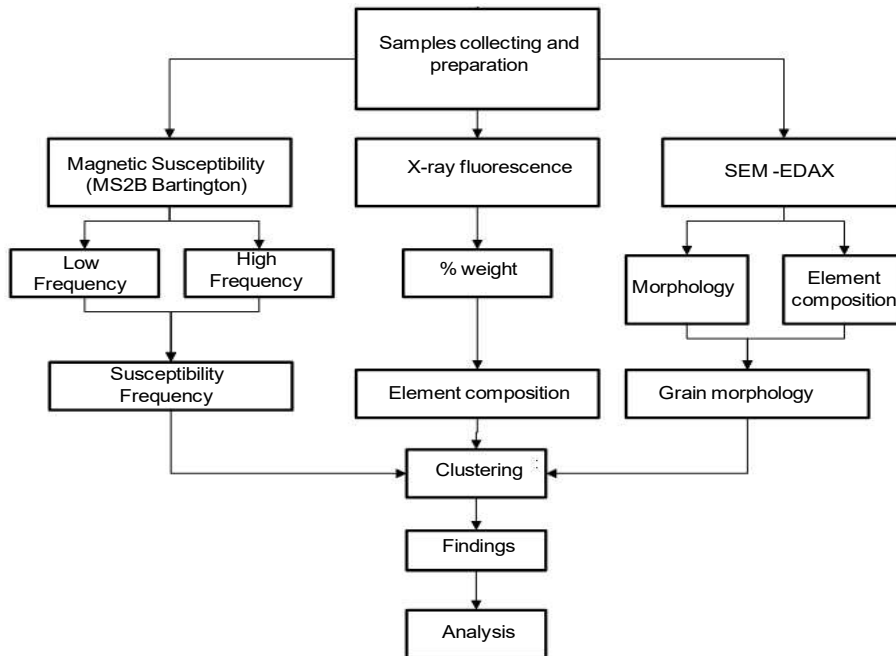 Samples collecting and
preparation
Magnetic Susceptibility
(MS2B Bartington)
X-ray fluorescence
SEM -EDAX
Low
Frequency
High
Frequency
% weight
Morphology
Element
composition
Susceptibility
Frequency
Element composition
Grain morphology
Clustering :
Findings
Analysis